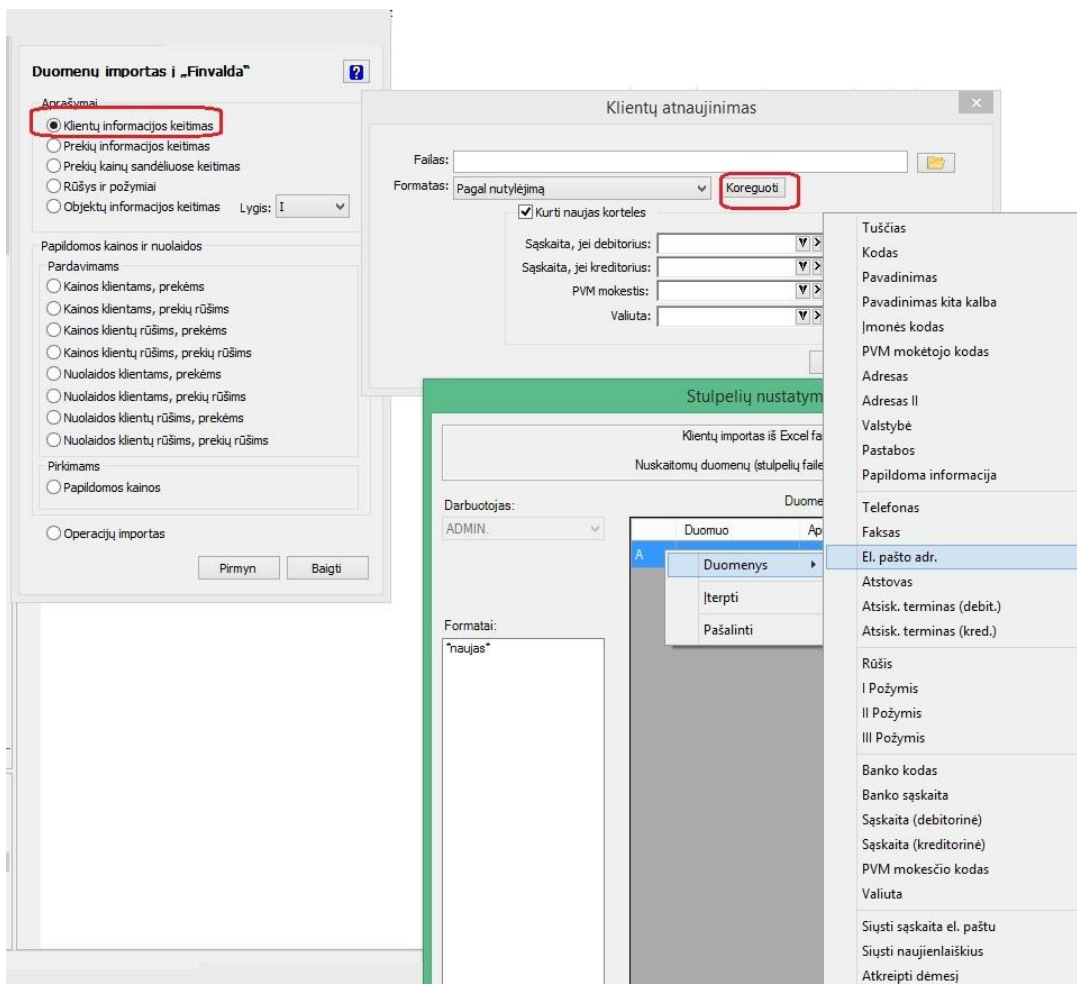 Duomenų importas į „Finvalda“
Aprašymai
Klientų informacijos keitimas
Prekių informacijos keitimas
Prekių kainų sandėliuose keitimas
Rūšys ir požymiai
Objektų informacijos keitimas
Lygis: I
Papildomos kainos ir nuolaidos
Pardavimams
Kainos klientams, prekėms
Kainos klientams, prekių rūšims
Kainos klientų rūšims, prekėms
Kainos klientų rūšims, prekių rūšims
Nuolaidos klientams, prekėms
Nuolaidos klientams, prekių rūšims
Nuolaidos klientų rūšims, prekėms
Nuolaidos klientų rūšims, prekių rūšims
Pirkimams
Papildomos kainos
Operacijų importas
Pirmyn
Baigti
Klientų atnaujinimas
Failas:
Formatas: Pagal nutylėjimą
Koreguoti
Kurti naujas korteles
Sąskaita, jei debitorius:
Sąskaita, jei kreditorius:
PVM mokestis:
Valiuta:
Stulpelių nustatym
Klientų importas iš Excel fa
Nuskaitomų duomenų (stulpelių faile
Darbuotojas:
ADMIN.
Duome
Duomuo
Ap
A
Formatai:
"naujas"
Duomenys
Įterpti
Pašalinti
Tuščias
Kodas
Pavadinimas
Pavadinimas kita kalba
Įmonės kodas
PVM mokėtojo kodas
Adresas
Adresas II
Valstybė
Pastabos
Papildoma informacija
Telefonas
Faksas
El. pašto adr.
Atstovas
Atsisk. terminas (debit.)
Atsisk. terminas (kred.)
Rūšis
I Požymis
II Požymis
III Požymis
Banko kodas
Banko sąskaita
Sąskaita (debitorinė)
Sąskaita (kreditorinė)
PVM mokesčio kodas
Valiuta
Siųsti sąskaita el. paštu
Siųsti naujienlaiškius
Atkreipti dėmesį